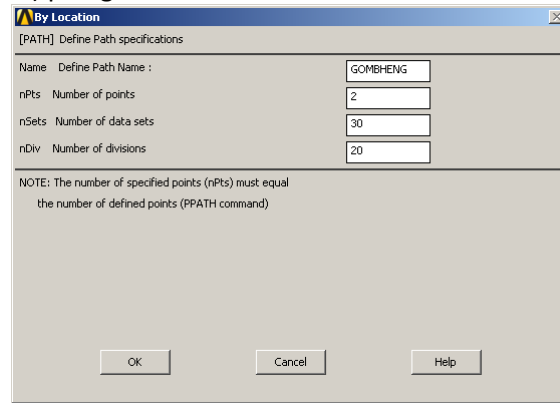 By Location
[PATH] Define Path specifications
Name Define Path Name : GOMBHENG
nPts Number of points 2
nSets Number of data sets 30
nDiv Number of divisions 20
NOTE: The number of specified points (nPts) must equal
the number of defined points (PPATH command)
OK Cancel Help